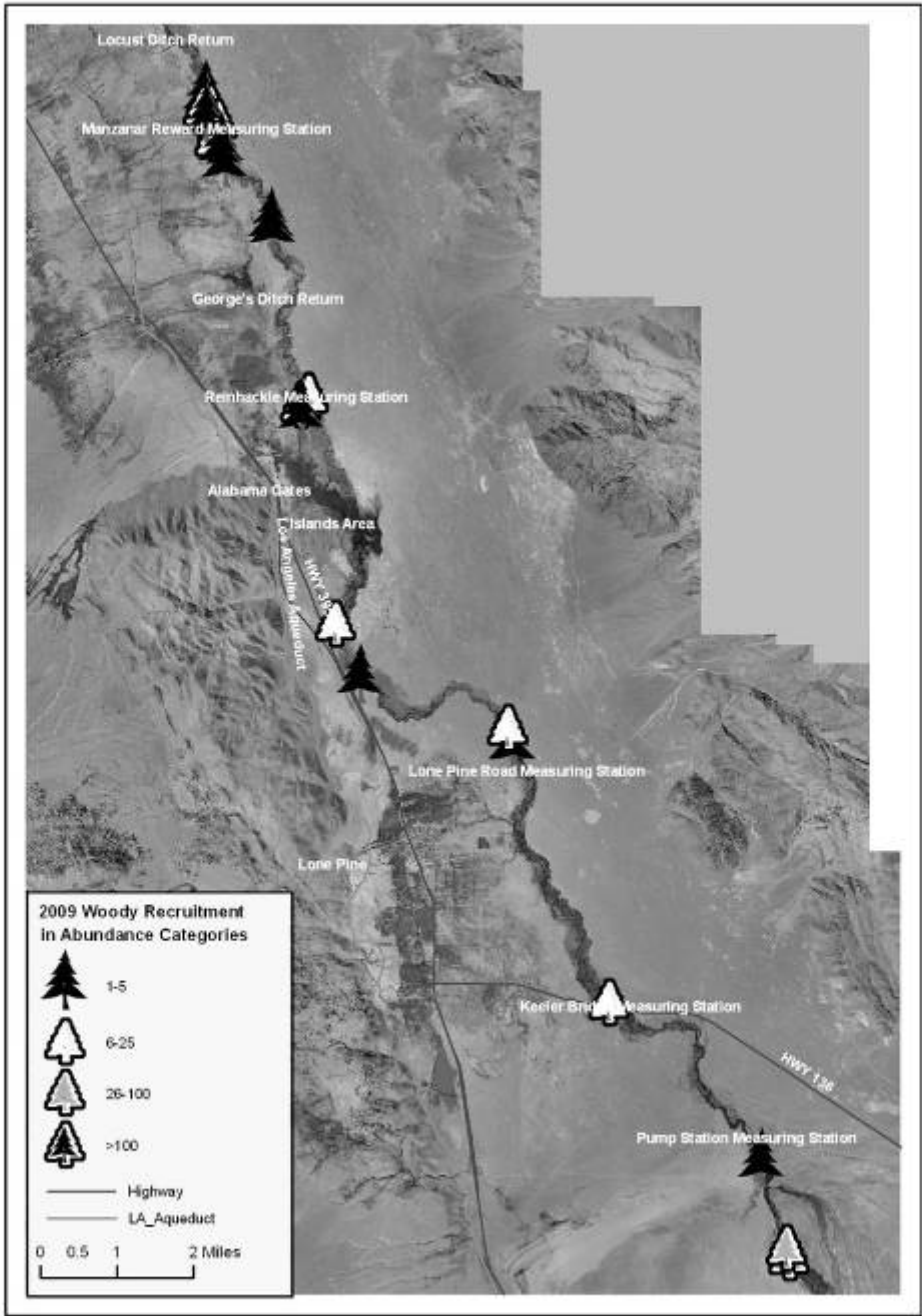 Locust Ditch Return
Manzanar Reward Measuring Station
George's Ditch Return
Reinhackle Measuring Station
Alabama Gates
Islands Area
Los Angeles Aqueduct
HWY 39
Lone Pine Road Measuring Station
Lone Pine
Keeler Bridge Measuring Station
HWY 136
Pump Station Measuring Station
2009 Woody Recruitment
in Abundance Categories
1-5
6-25
26-100
>100
Highway
LA_Aqueduct
0 0.5 1 2 Miles